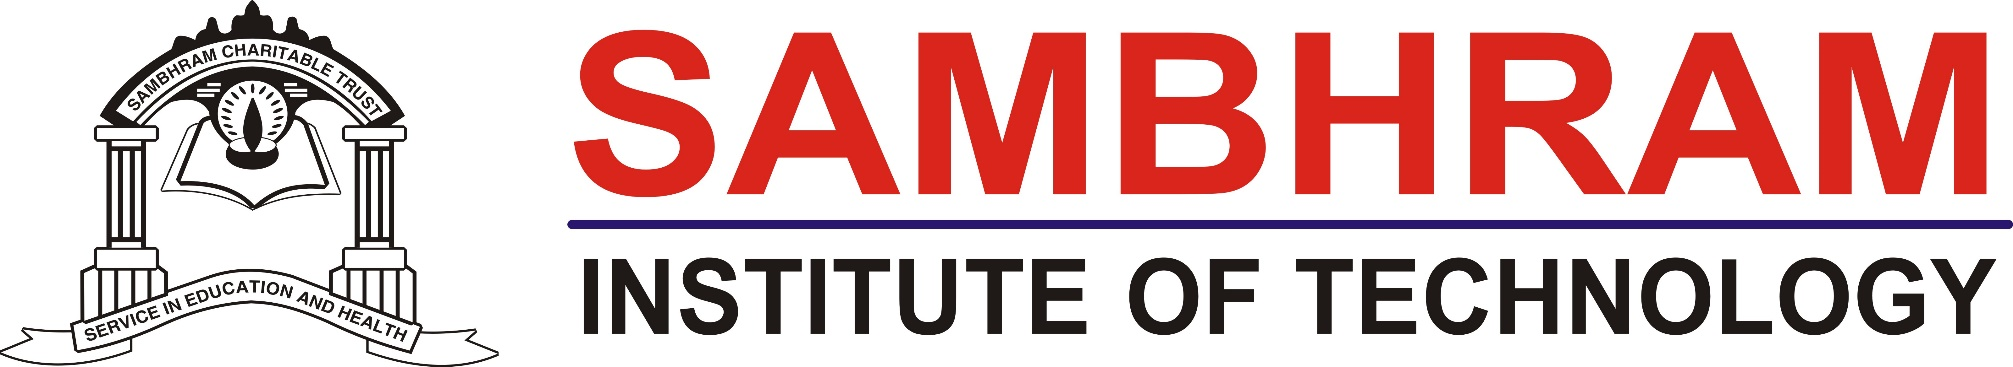 SAMBHRAM CHARITABLE TRUST
SERVICE IN EDUCATION AND HEALTH
SAMBHRAM
INSTITUTE OF TECHNOLOGY